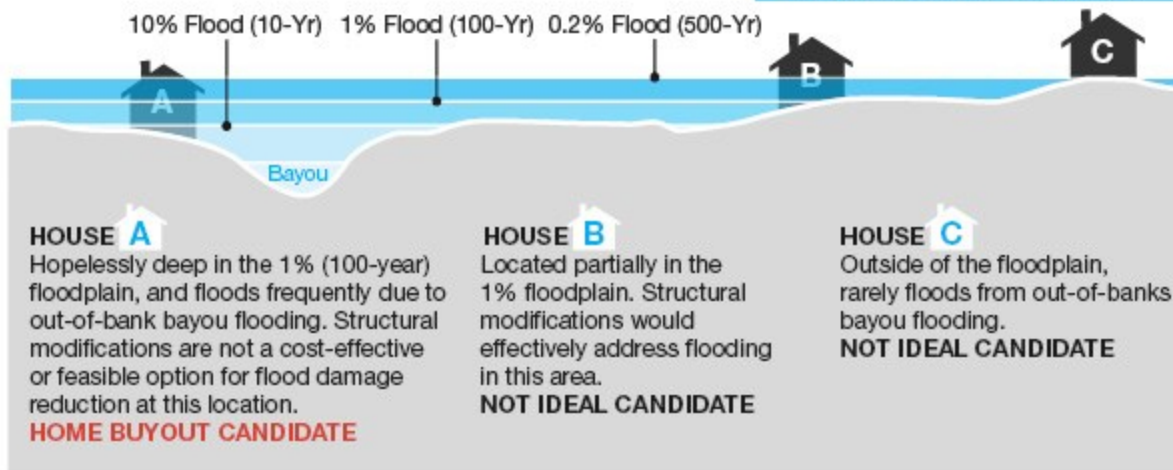 10% Flood (10-Yr) 1% Flood (100-Yr) 0.2% Flood (500-Yr)
A
B
C
Bayou
HOUSE A
Hopelessly deep in the 1% (100-year)
floodplain, and floods frequently due to
out-of-bank bayou flooding. Structural
modifications are not a cost-effective
or feasible option for flood damage
reduction at this location.
HOME BUYOUT CANDIDATE
HOUSE B
Located partially in the
1% floodplain. Structural
modifications would
effectively address flooding
in this area.
NOT IDEAL CANDIDATE
HOUSE C
Outside of the floodplain,
rarely floods from out-of-banks
bayou flooding.
NOT IDEAL CANDIDATE